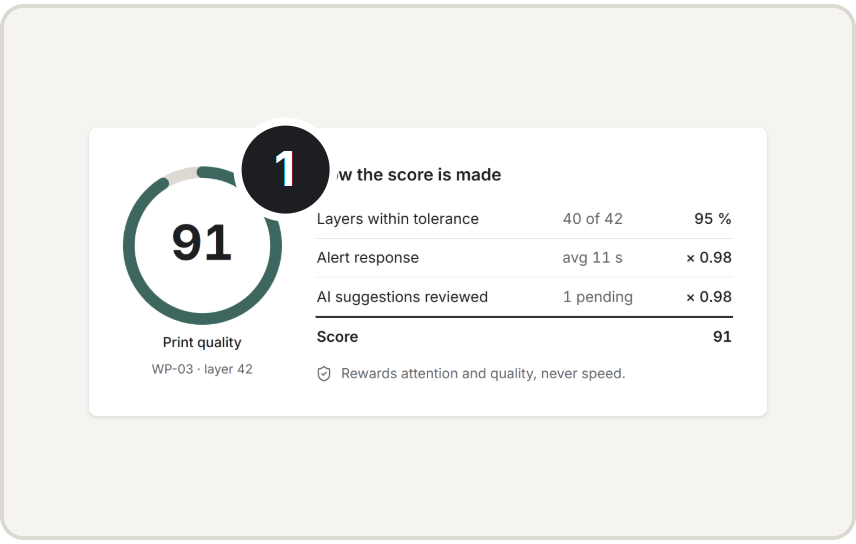 1
91
Print quality
WP-03 · layer 42
the score is made
Layers within tolerance 40 of 42 95 %
Alert response avg 11 s × 0.98
AI suggestions reviewed 1 pending × 0.98
Score 91
Rewards attention and quality, never speed.